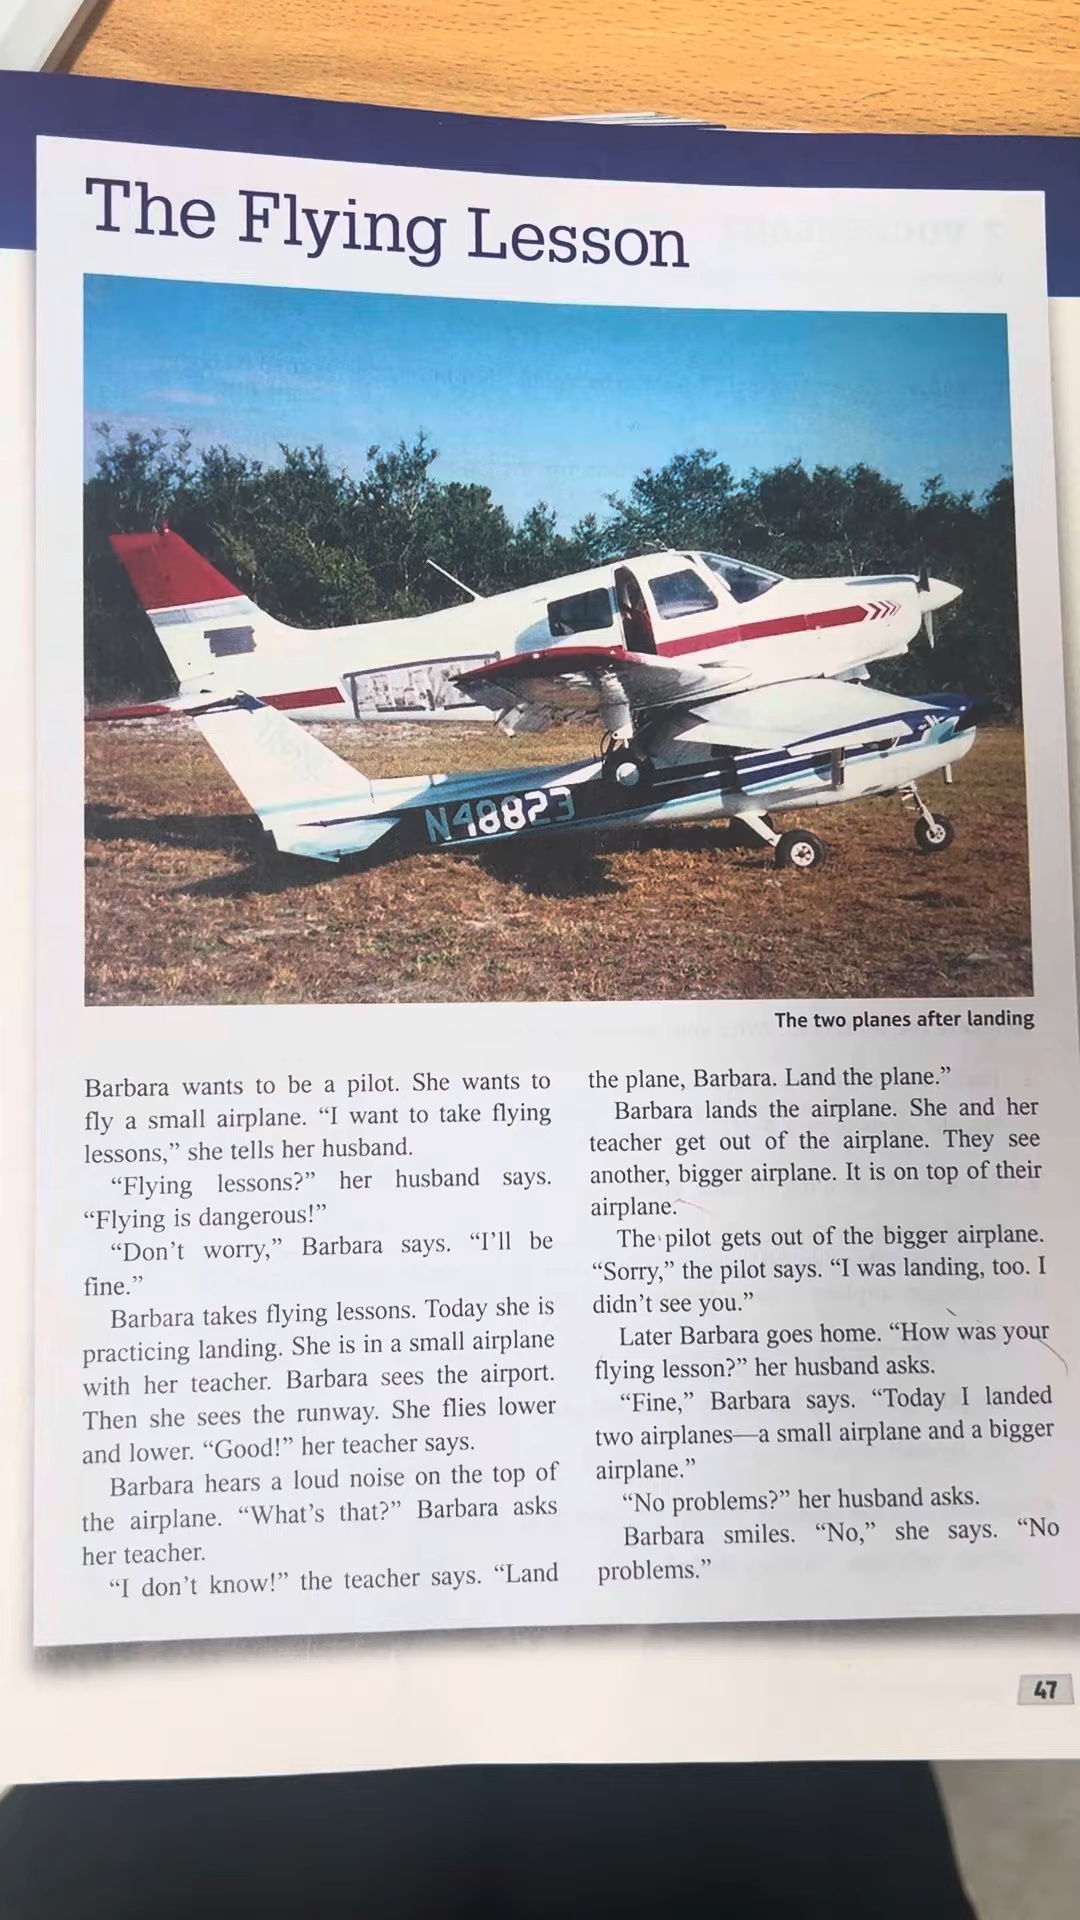 The Flying Lesson
N48823
The two planes after landing
Barbara wants to be a pilot. She wants to
fly a small airplane. “I want to take flying
lessons,” she tells her husband.
“Flying lessons?” her husband says.
“Flying is dangerous!”
“Don’t worry,” Barbara says. “I’ll be
fine.”
Barbara takes flying lessons. Today she is
practicing landing. She is in a small airplane
with her teacher. Barbara sees the airport.
Then she sees the runway. She flies lower
and lower. “Good!” her teacher says.
Barbara hears a loud noise on the top of
the airplane. “What’s that?” Barbara asks
her teacher.
“I don’t know!” the teacher says. “Land
the plane, Barbara. Land the plane.”
Barbara lands the airplane. She and her
teacher get out of the airplane. They see
another, bigger airplane. It is on top of their
airplane.
The pilot gets out of the bigger airplane.
“Sorry,” the pilot says. “I was landing, too. I
didn’t see you.”
Later Barbara goes home. “How was your
flying lesson?” her husband asks.
“Fine,” Barbara says. “Today I landed
two airplanes—a small airplane and a bigger
airplane.”
“No problems?” her husband asks.
Barbara smiles. “No,” she says. “No
problems.”
47